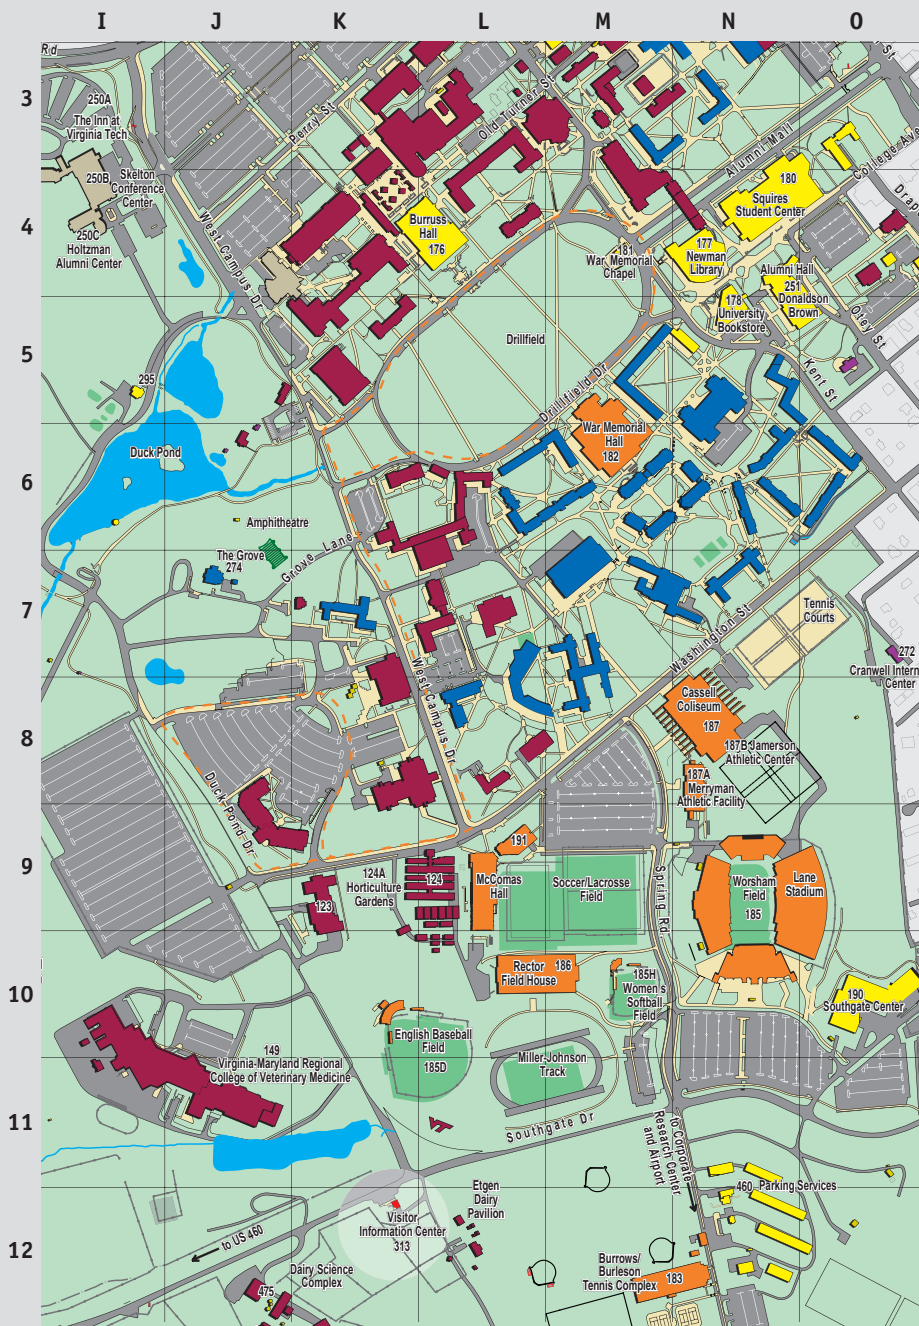 I J K L M N O
Rd
St
3
250A
The Inn at
Virginia Tech
Perry St
Old Turner St
Alumni Mall
College Ave
250B
Skelton
Conference
Center
180
Squires
Student Center
Drap
4
250C
Holtzman
Alumni Center
West Campus Dr
Burruss
Hall
176
181
War Memorial
Chapel
177
Newman
Library
Alumni Hall
251
Donaldson
Brown
178
University
Bookstore
Otey St
5
Drillfield
Drillfield Dr
Kent St
295
Duck Pond
War Memorial
Hall
182
6
Amphitheatre
The Grove
274
Grove Lane
7
Tennis
Courts
Washington St
272
Cranwell Intern
Center
West Campus Dr
Cassell
Coliseum
187
8
187B Jamerson
Athletic Center
187A
Merryman
Athletic Facility
Duck Pond Dr
191
9
124A
Horticulture
Gardens
124
McComas
Hall
Soccer/Lacrosse
Field
Spring Rd
Worsham
Field
185
Lane
Stadium
123
10
Rector
Field House
186
185H
Women's
Softball
Field
190
Southgate Center
English Baseball
Field
185D
149
Virginia-Maryland Regional
College of Veterinary Medicine
Miller-Johnson
Track
11
Southgate Dr
to Corporate
Research Center
and Airport
460 Parking Services
Etgen
Dairy
Pavilion
Visitor
Information Center
313
12
to US 460
Dairy Science
Complex
475
Burrows/
Burleson
Tennis Complex
183